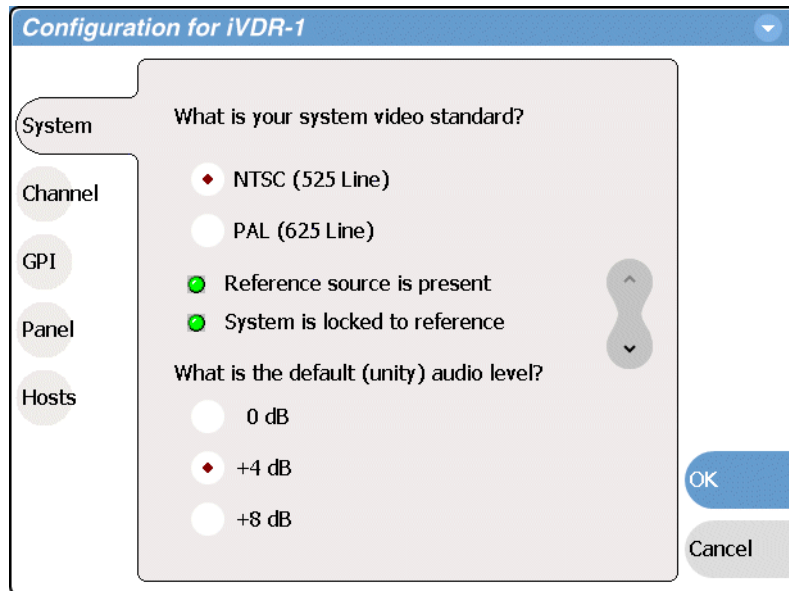 Configuration for iVDR-1
System
Channel
GPI
Panel
Hosts
What is your system video standard?
NTSC (525 Line)
PAL (625 Line)
Reference source is present
System is locked to reference
What is the default (unity) audio level?
0 dB
+4 dB
+8 dB
OK
Cancel